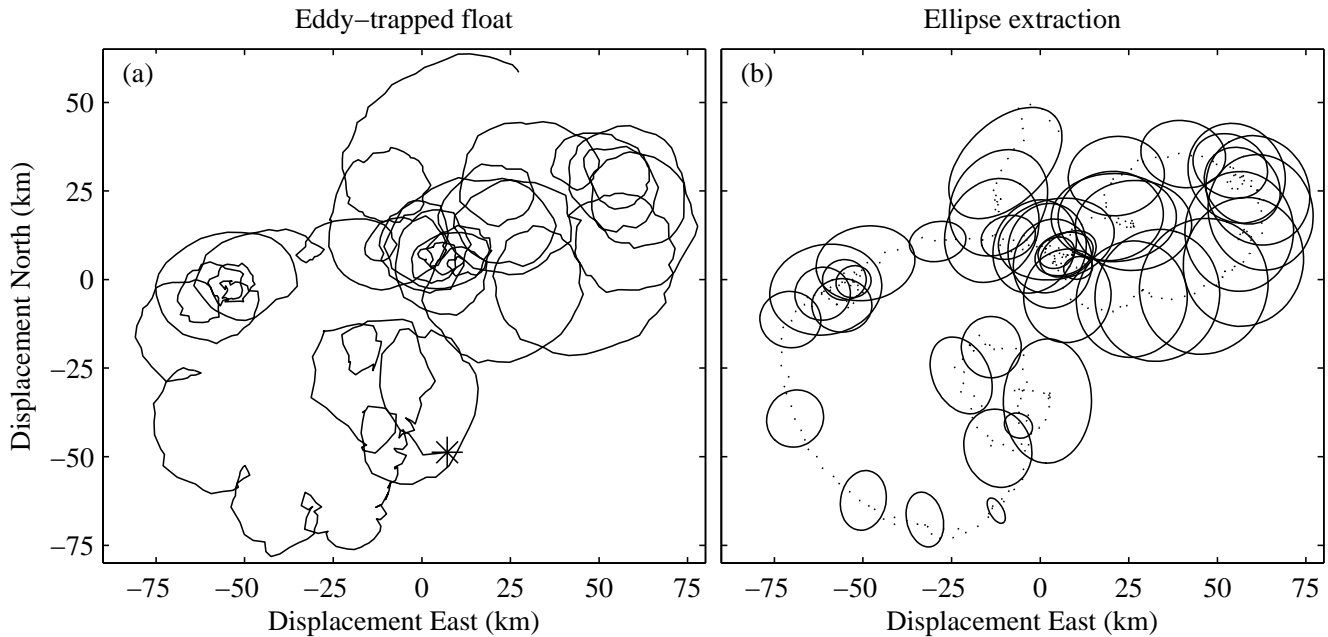 Eddy−trapped float
Ellipse extraction
(a)
(b)
50
25
0
−25
−50
−75
Displacement North (km)
−75 −50 −25 0 25 50 75
−75 −50 −25 0 25 50 75
Displacement East (km)
Displacement East (km)